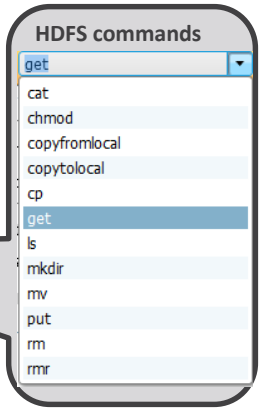 HDFS commands
get
cat
chmod
copyfromlocal
copytolocal
cp
get
ls
mkdir
mv
put
rm
rmr